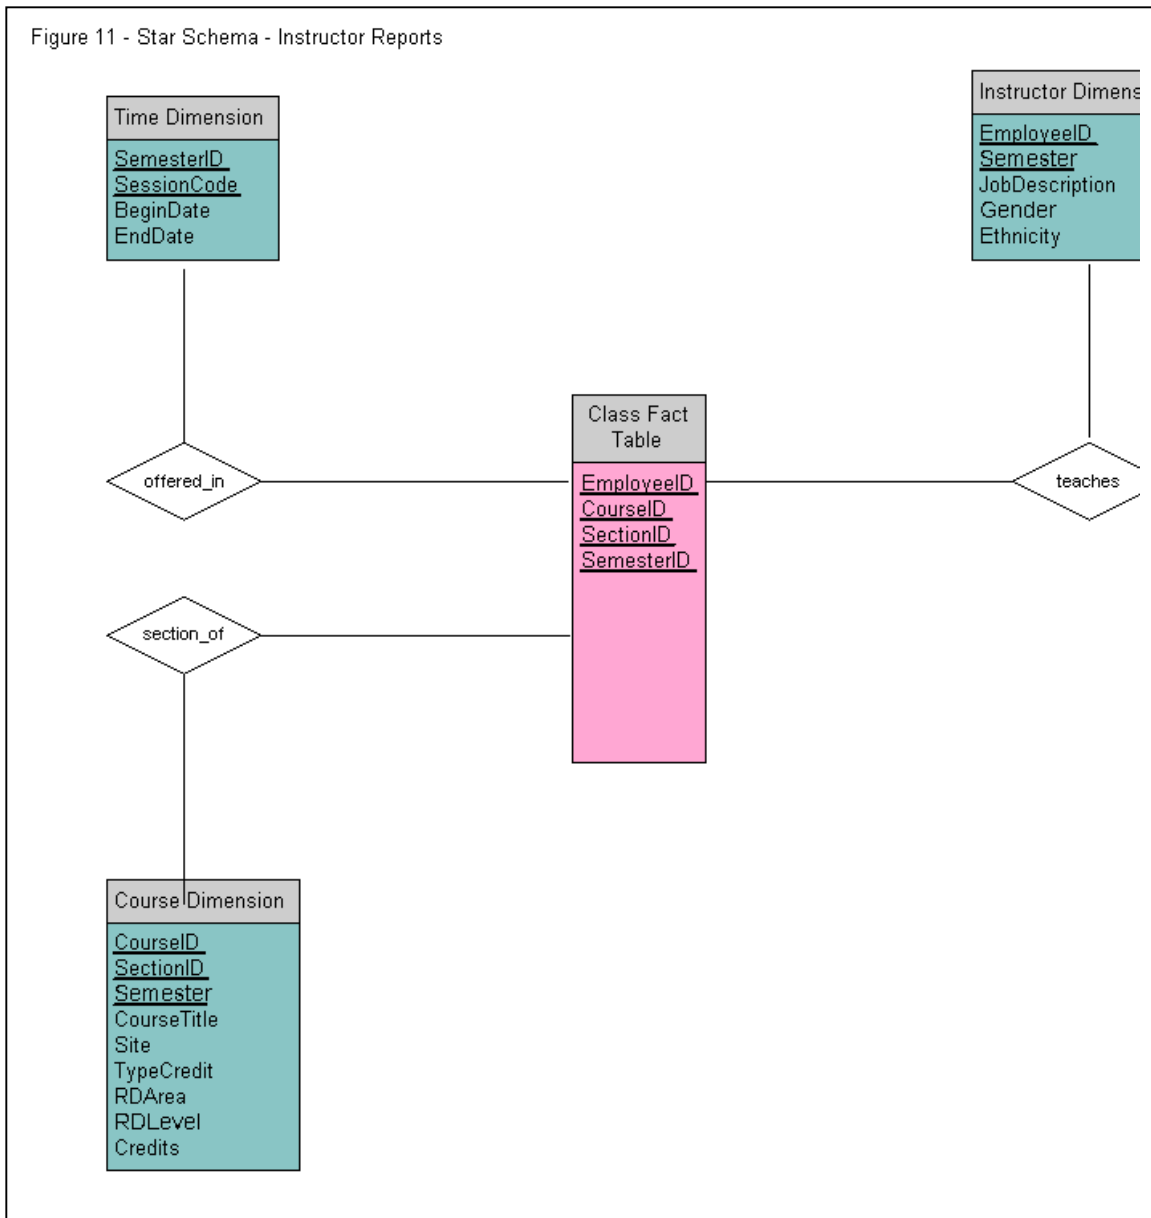 Figure 11 - Star Schema - Instructor Reports
Time Dimension
SemesterID
SessionCode
BeginDate
EndDate
Instructor Dimens
EmployeeID
Semester
JobDescription
Gender
Ethnicity
offered_in
Class Fact
Table
EmployeeID
CourseID
SectionID
SemesterID
teaches
section_of
Course Dimension
CourseID
SectionID
Semester
CourseTitle
Site
TypeCredit
RDArea
RDLevel
Credits